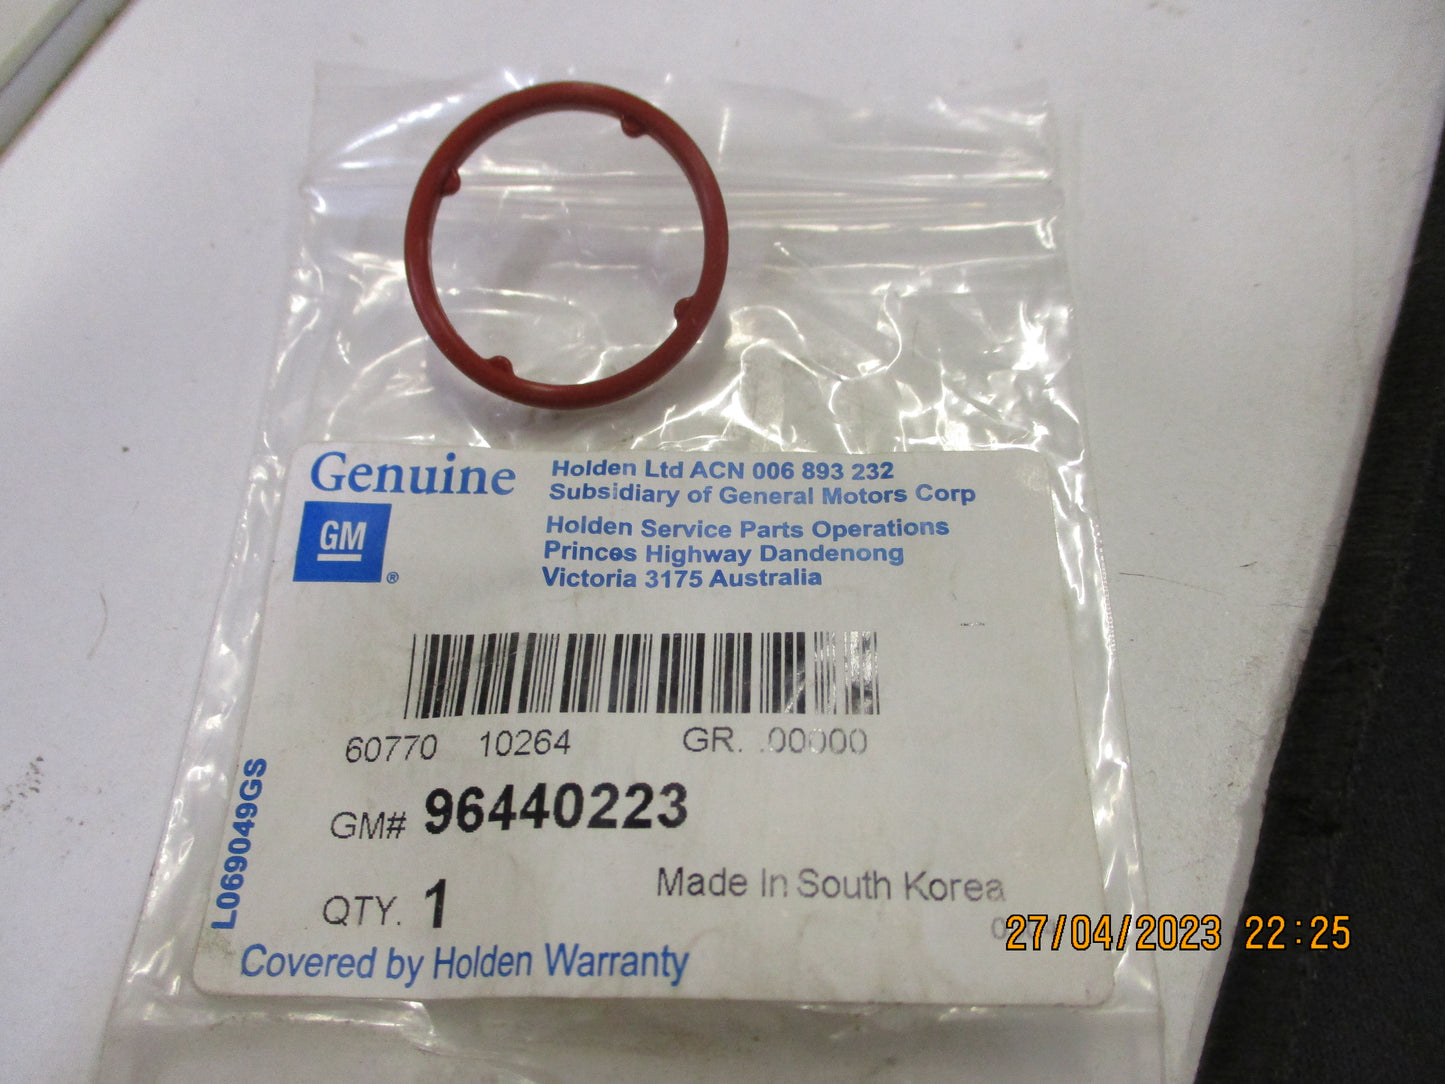 Genuine
GM
®
Holden Ltd ACN 006 893 232
Subsidiary of General Motors Corp
Holden Service Parts Operations
Princes Highway Dandenong
Victoria 3175 Australia
60770 10264 GR. .00000
GM# 96440223
QTY. 1
Made In South Korea
Covered by Holden Warranty
L069049GS
27/04/2023 22:25